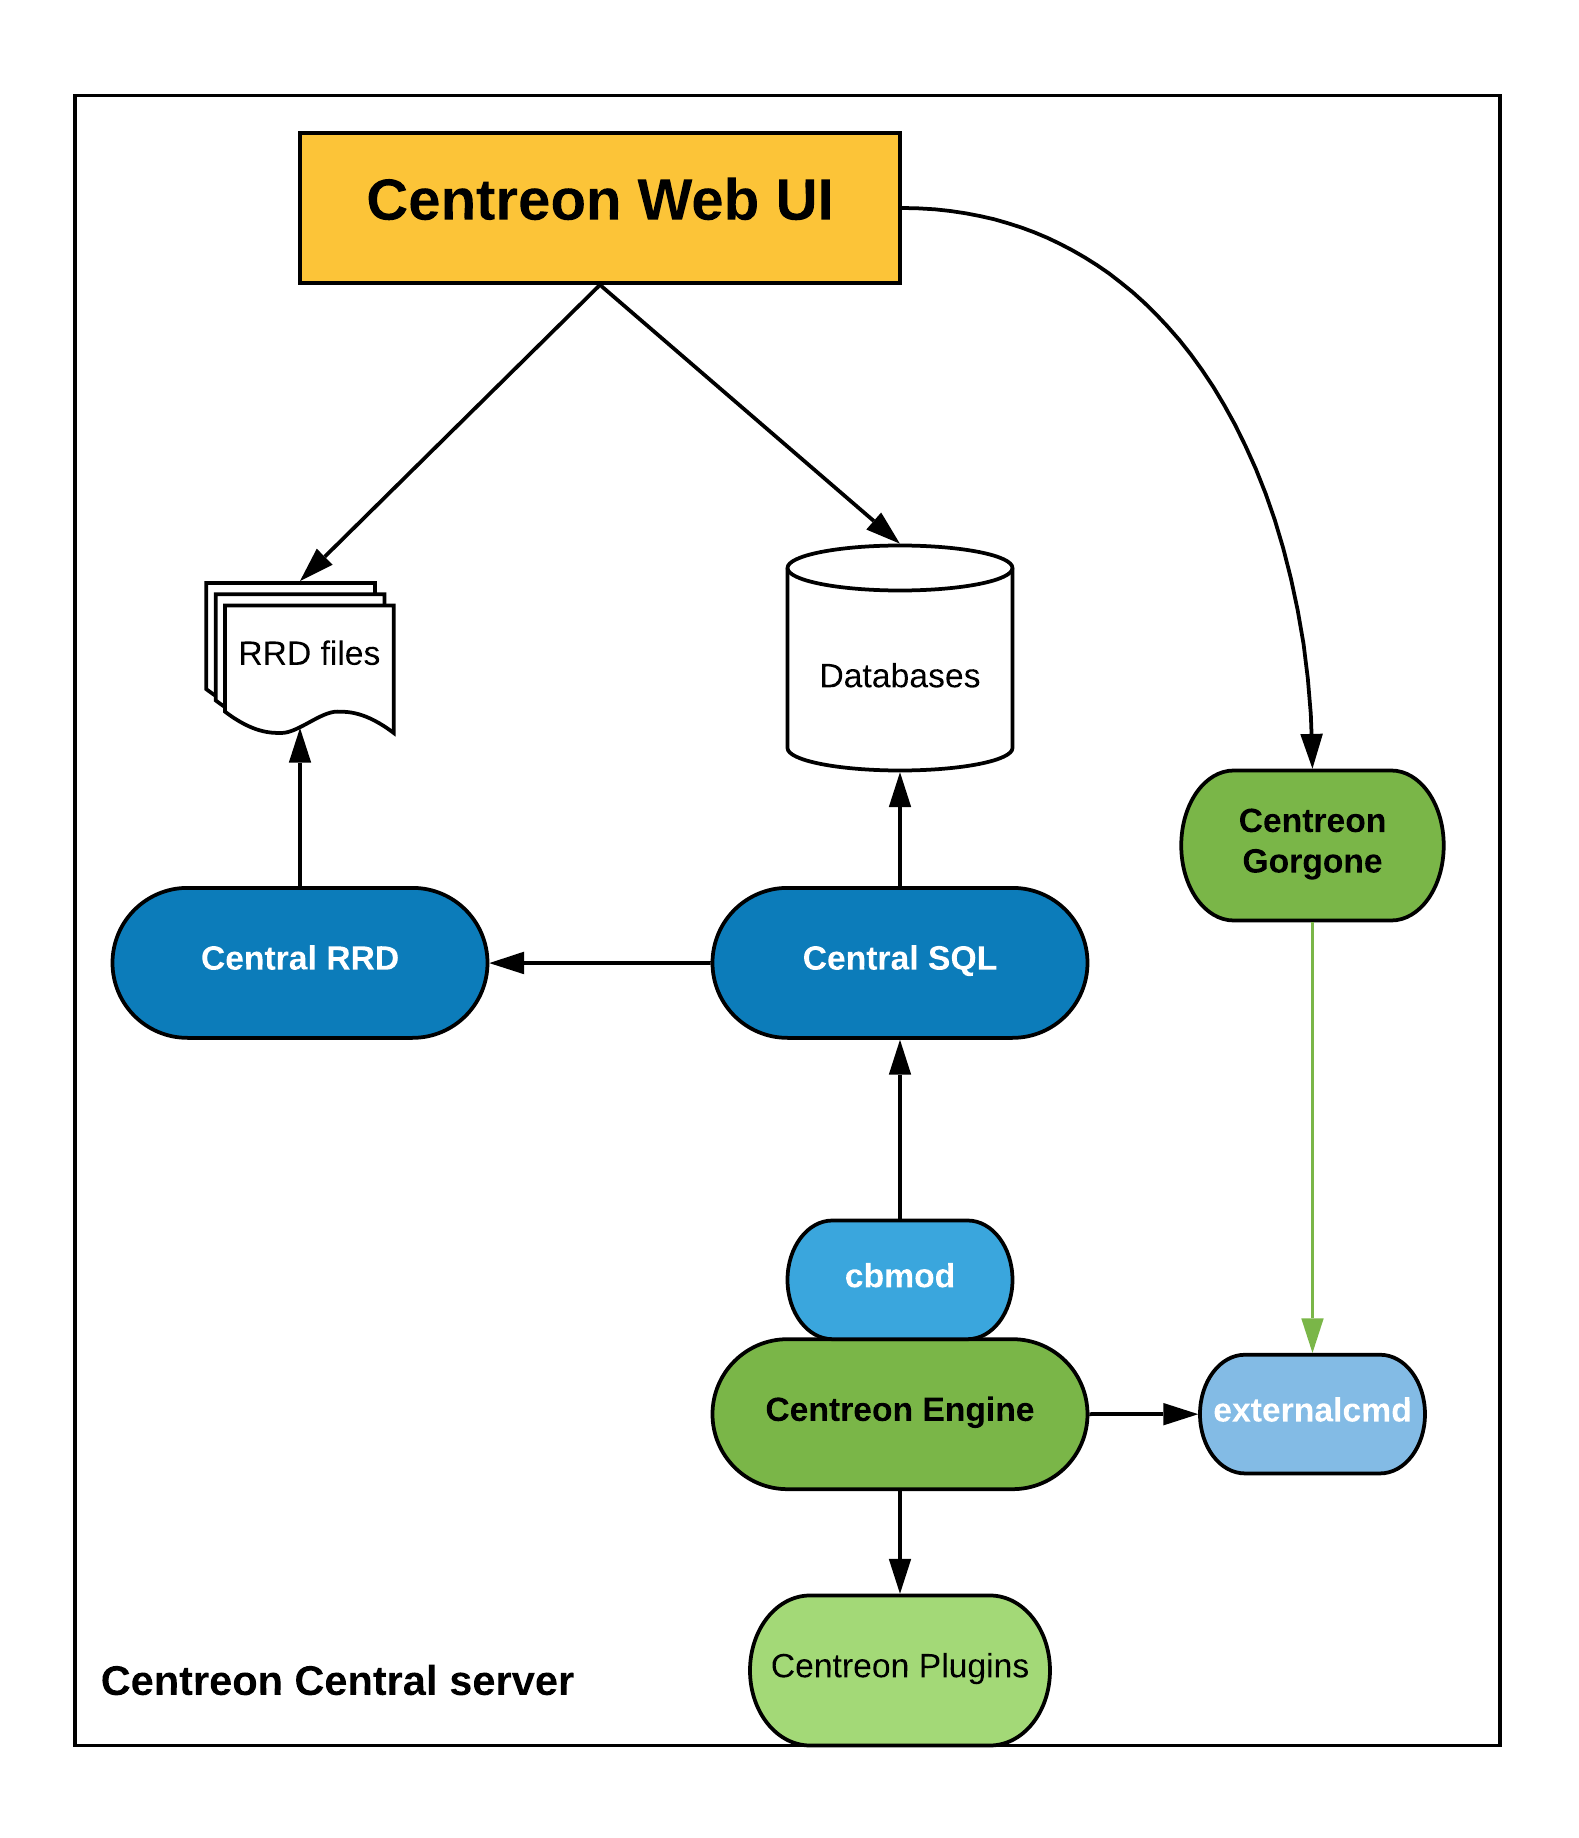 Centreon Web UI
RRD files
Databases
Centreon
Gorgone
Central RRD
Central SQL
cbmod
Centreon Engine
externalcmd
Centreon Plugins
Centreon Central server